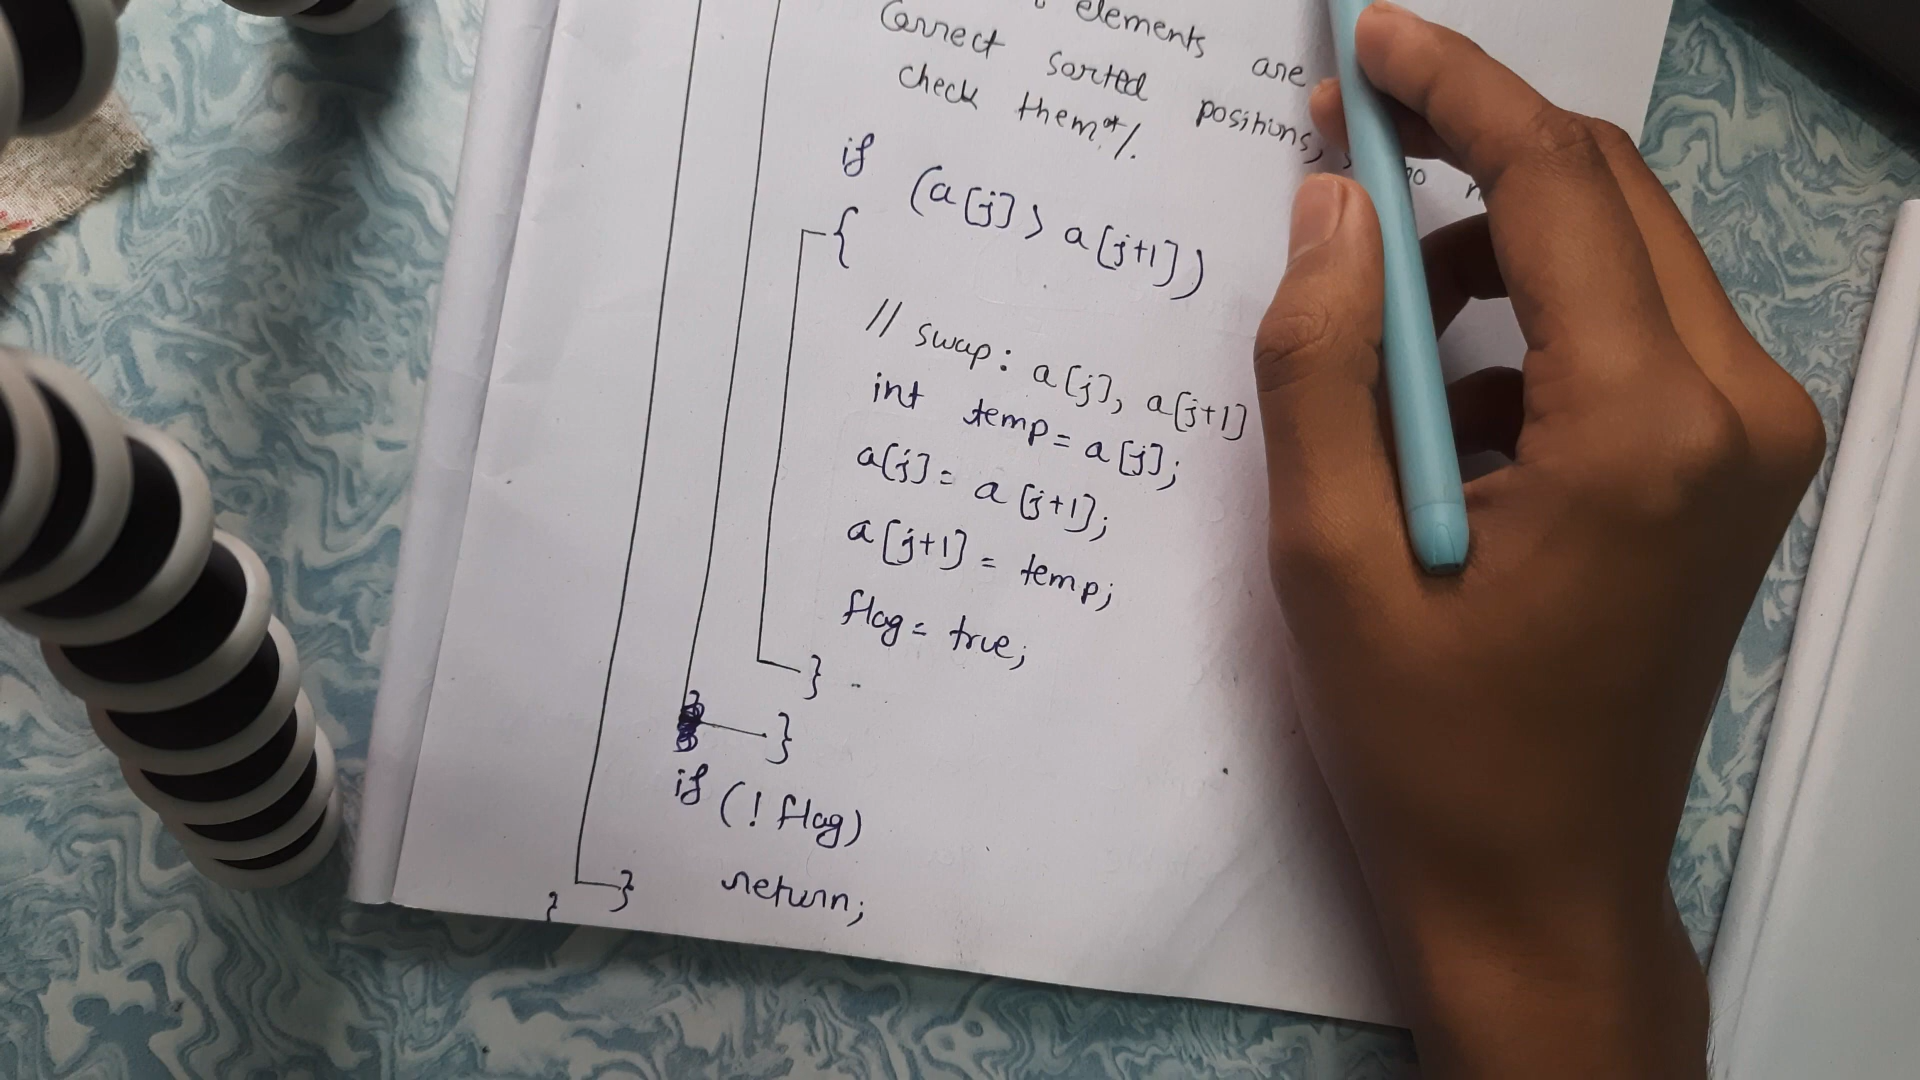 elements are
correct sorted positions, no
check them*/.
if (a[j] > a[j+1])
{
// swap: a[j], a[j+1]
int temp = a[j];
a[j] = a[j+1];
a[j+1] = temp;
flag = true;
}
}
if (! flag)
return;
}
}